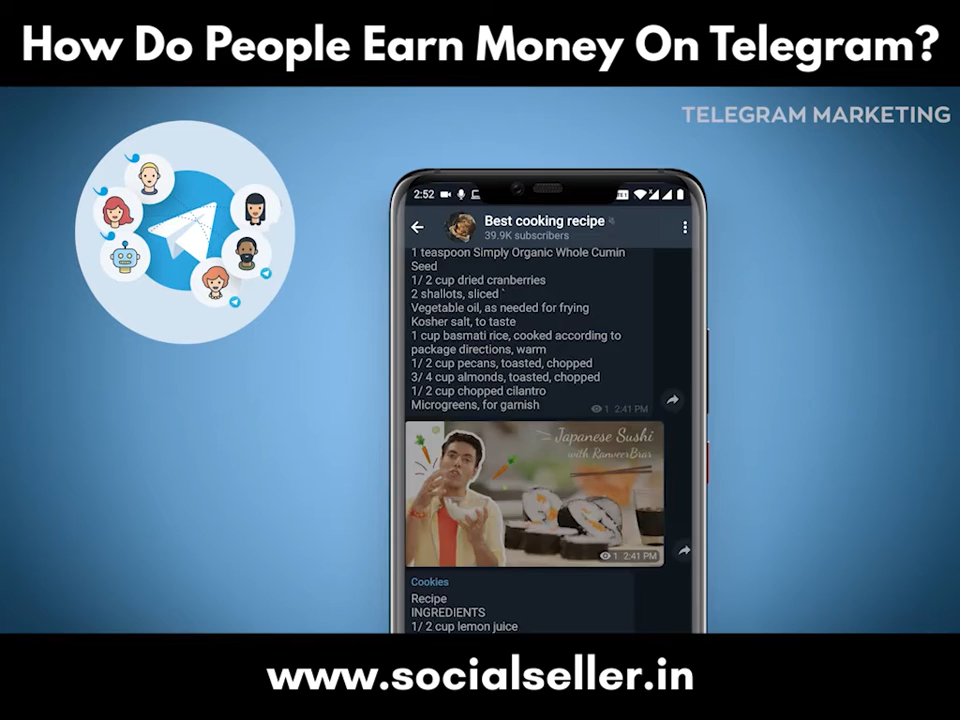 How Do People Earn Money On Telegram?
TELEGRAM MARKETING
2:52
Best cooking recipe
39.9K subscribers
1 teaspoon Simply Organic Whole Cumin
Seed
1/ 2 cup dried cranberries
2 shallots, sliced `
Vegetable oil, as needed for frying
Kosher salt, to taste
1 cup basmati rice, cooked according to
package directions, warm
1/ 2 cup pecans, toasted, chopped
3/ 4 cup almonds, toasted, chopped
1/ 2 cup chopped cilantro
Microgreens, for garnish
1 2:41 PM
Japanese Sushi
with RanveerBrar
1 2:41 PM
Cookies
Recipe
INGREDIENTS
1/ 2 cup lemon juice
www.socialseller.in